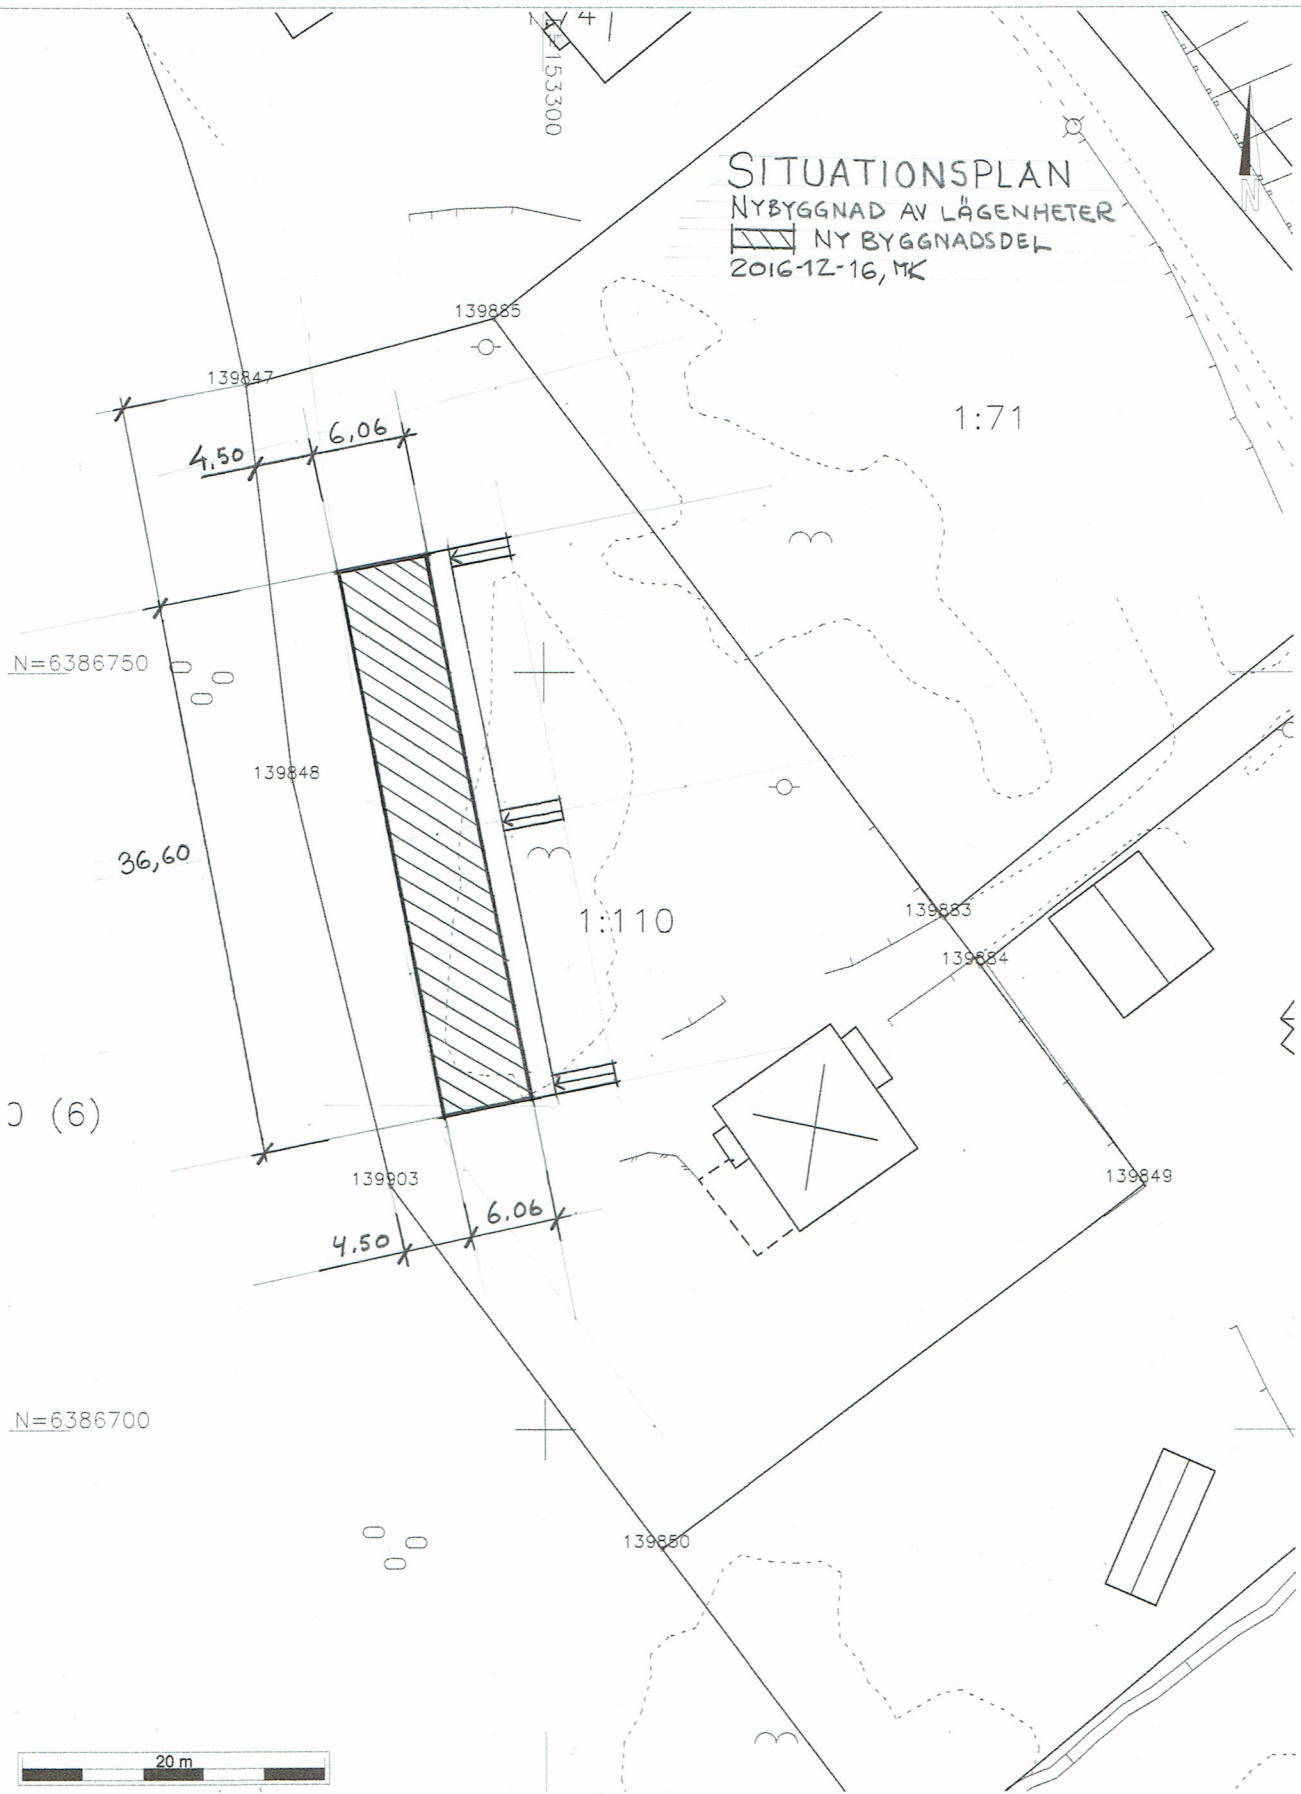 E=153300
SITUATIONSPLAN
NYBYGGNAD AV LÄGENHETER
NY BYGGNADSDEL
2016-12-16, MK
N
139885
139847
6,06
4,50
1:71
N=6386750
139848
36,60
1:110
139883
139884
(6)
139903
139849
6.06
4.50
N=6386700
139850
20 m